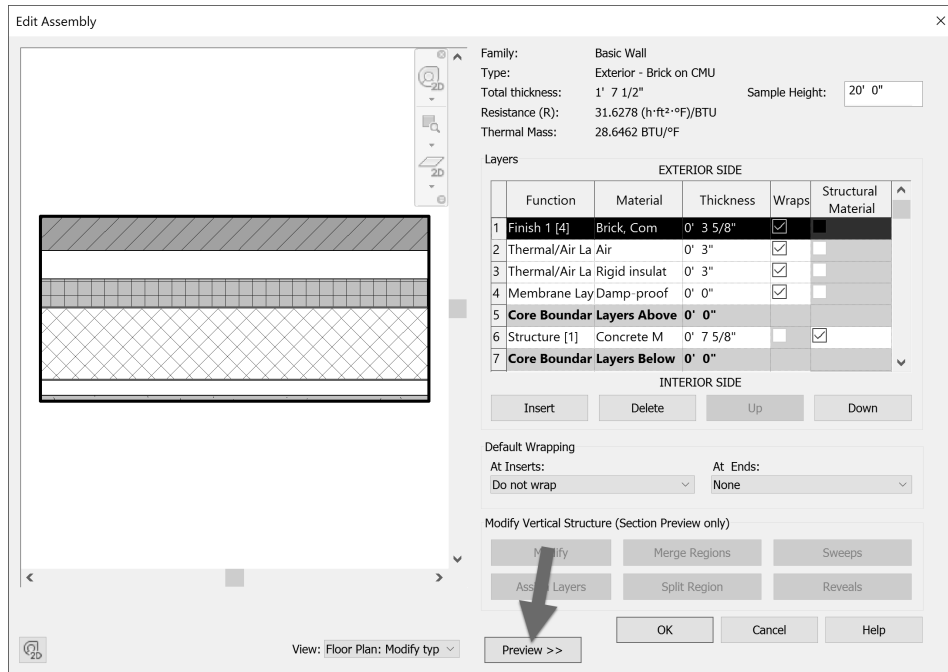 Edit Assembly
2D
2D
Family: Basic Wall
Type: Exterior - Brick on CMU
Total thickness: 1' 7 1/2" Sample Height: 20' 0"
Resistance (R): 31.6278 (h·ft²·°F)/BTU
Thermal Mass: 28.6462 BTU/°F
Layers
EXTERIOR SIDE
Function Material Thickness Wraps Structural Material
1 Finish 1 [4] Brick, Com 0' 3 5/8"
2 Thermal/Air La Air 0' 3"
3 Thermal/Air La Rigid insulat 0' 3"
4 Membrane Lay Damp-proof 0' 0"
5 Core Boundar Layers Above 0' 0"
6 Structure [1] Concrete M 0' 7 5/8"
7 Core Boundar Layers Below 0' 0"
INTERIOR SIDE
Insert Delete Up Down
Default Wrapping
At Inserts: At Ends:
Do not wrap None
Modify Vertical Structure (Section Preview only)
Merge Regions Sweeps
Layers Split Region Reveals
OK Cancel Help
2D View: Floor Plan: Modify typ Preview >>